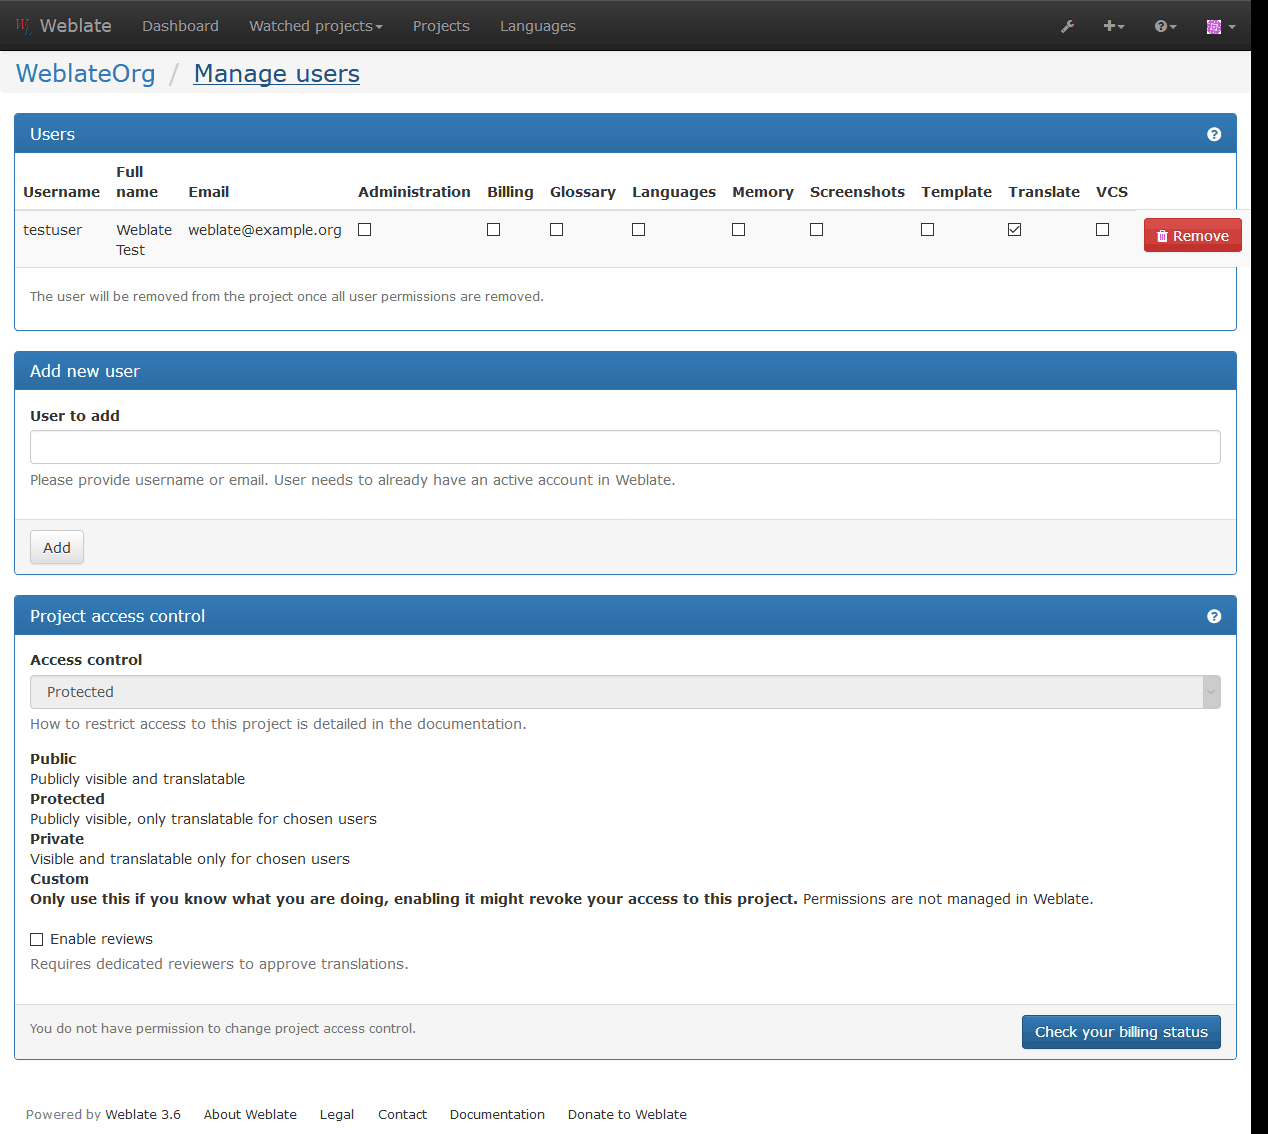 Weblate Dashboard Watched projects Projects Languages
WeblateOrg / Manage users
Users
Username Full name Email Administration Billing Glossary Languages Memory Screenshots Template Translate VCS
testuser Weblate Test weblate@example.org Remove
The user will be removed from the project once all user permissions are removed.
Add new user
User to add
Please provide username or email. User needs to already have an active account in Weblate.
Add
Project access control
Access control
Protected
How to restrict access to this project is detailed in the documentation.
Public
Publicly visible and translatable
Protected
Publicly visible, only translatable for chosen users
Private
Visible and translatable only for chosen users
Custom
Only use this if you know what you are doing, enabling it might revoke your access to this project. Permissions are not managed in Weblate.
Enable reviews
Requires dedicated reviewers to approve translations.
You do not have permission to change project access control. Check your billing status
Powered by Weblate 3.6 About Weblate Legal Contact Documentation Donate to Weblate